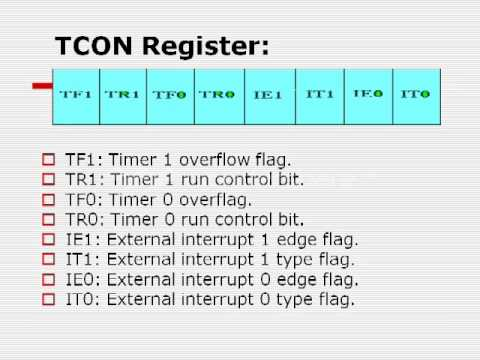 TCON Register:
TF1 TR1 TF0 TR0 IE1 IT1 IE0 IT0
TF1: Timer 1 overflow flag.
TR1: Timer 1 run control bit.
TF0: Timer 0 overflag.
TR0: Timer 0 run control bit.
IE1: External interrupt 1 edge flag.
IT1: External interrupt 1 type flag.
IE0: External interrupt 0 edge flag.
IT0: External interrupt 0 type flag.